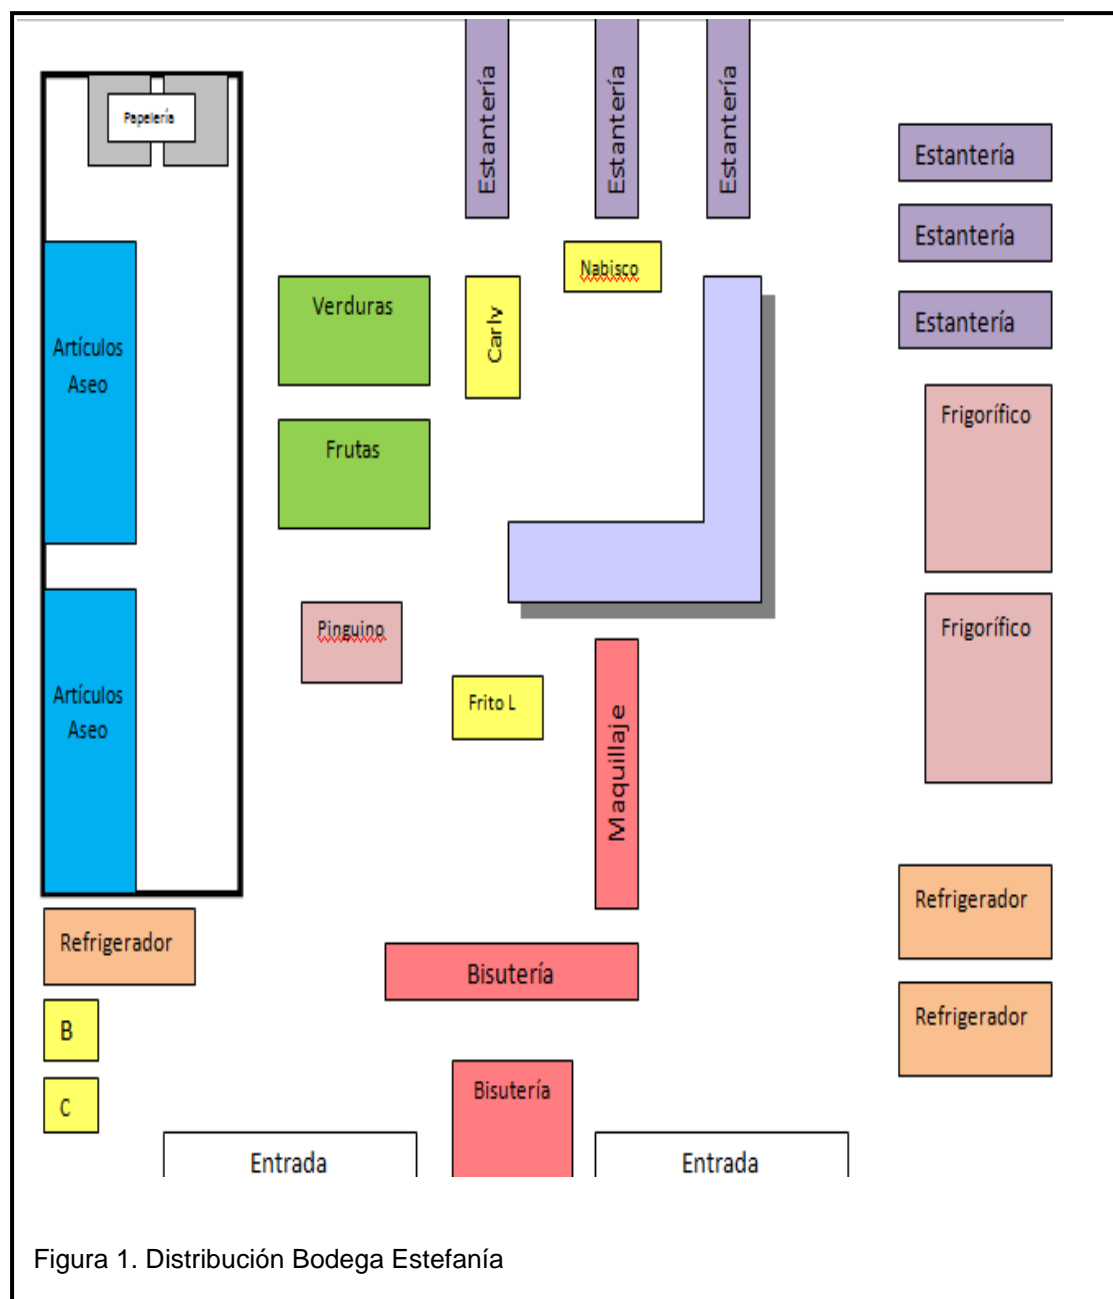 Estantería
Estantería
Estantería
Papelería
Estantería
Estantería
Estantería
Nabisco
Verduras
Carly
Artículos
Aseo
Frigorífico
Frutas
Pinguino
Frigorífico
Artículos
Aseo
Frito L
Maquillaje
Refrigerador
Refrigerador
Bisutería
Refrigerador
B
Bisutería
C
Entrada
Entrada
Figura 1. Distribución Bodega Estefanía